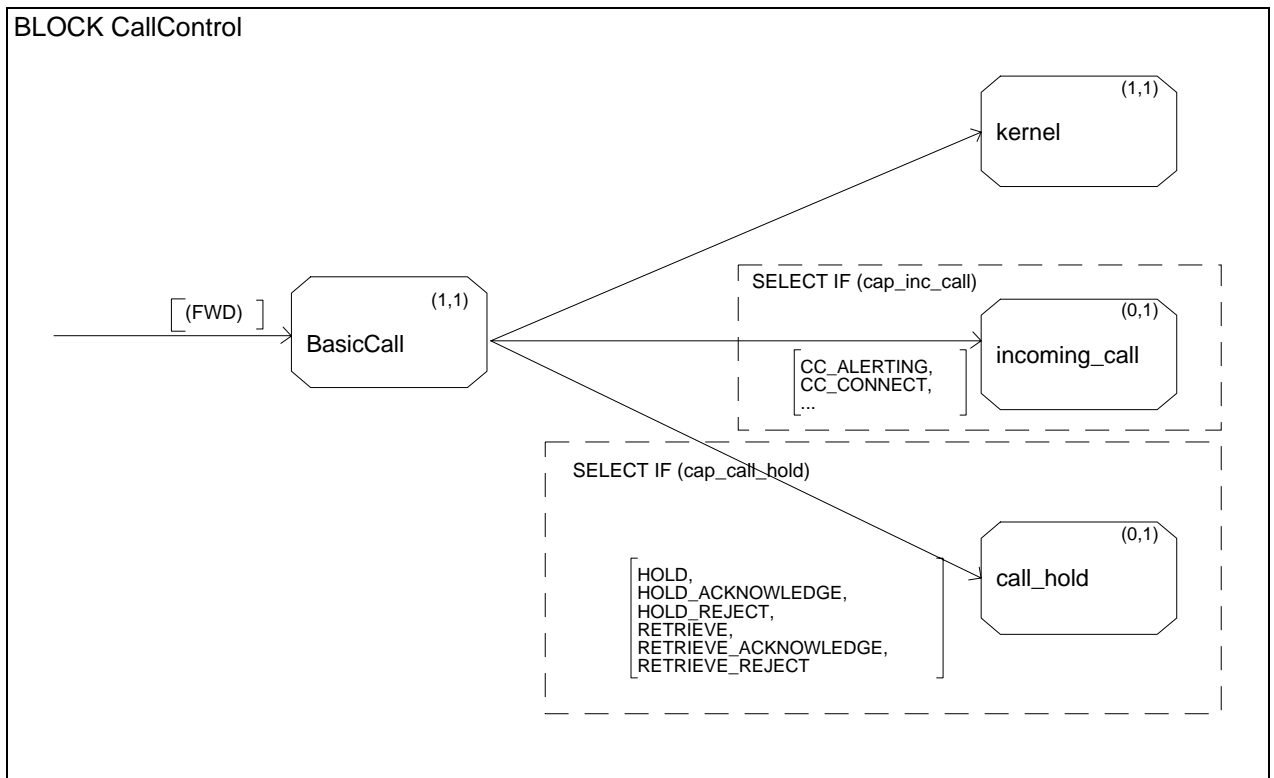 BLOCK CallControl
(1,1)
kernel
(FWD)
(1,1)
BasicCall
SELECT IF (cap_inc_call)
(0,1)
incoming_call
CC_ALERTING,
CC_CONNECT,
...
SELECT IF (cap_call_hold)
(0,1)
call_hold
HOLD,
HOLD_ACKNOWLEDGE,
HOLD_REJECT,
RETRIEVE,
RETRIEVE_ACKNOWLEDGE,
RETRIEVE_REJECT